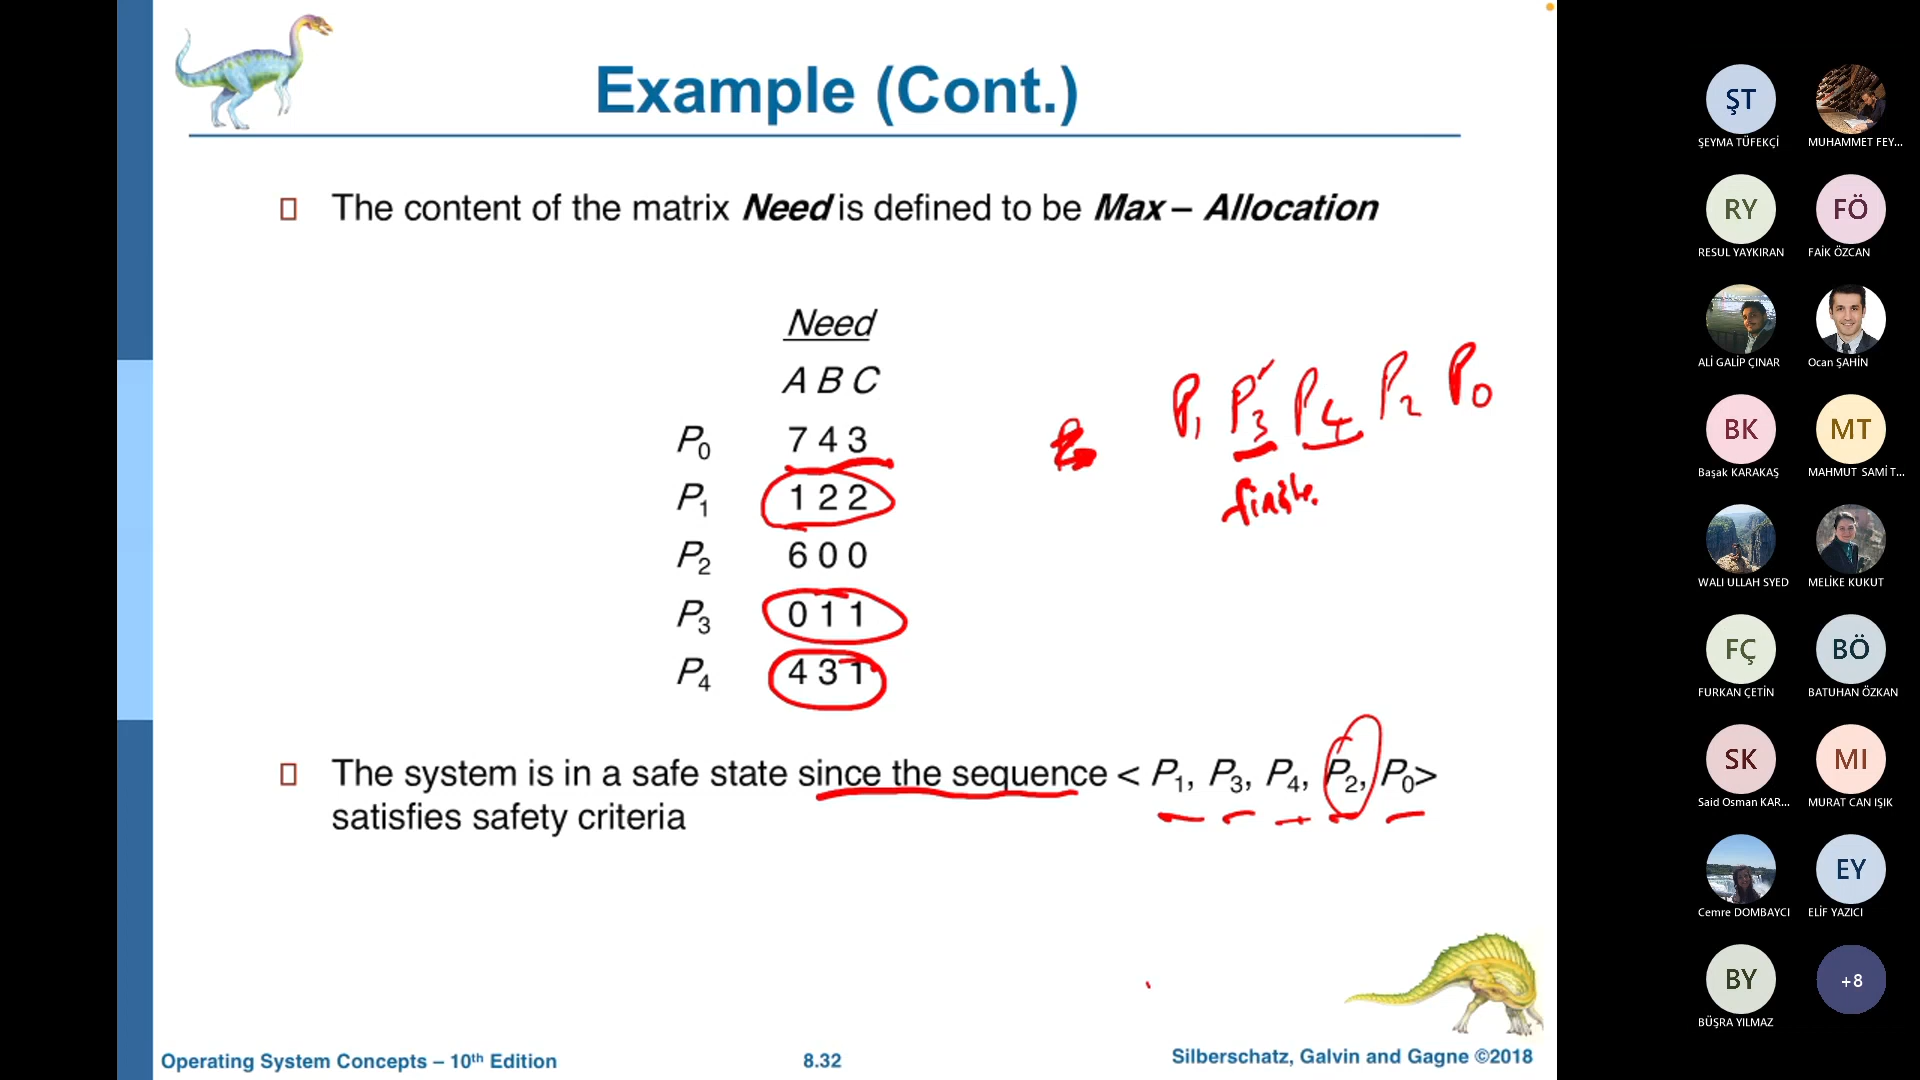 Example (Cont.)
The content of the matrix Need is defined to be Max – Allocation
Need
A B C
P0 7 4 3
P1 1 2 2
P2 6 0 0
P3 0 1 1
P4 4 3 1
P1 P3 P4 P2 P0
The system is in a safe state since the sequence < P1, P3, P4, P2, P0>
satisfies safety criteria
Operating System Concepts – 10th Edition
8.32
Silberschatz, Galvin and Gagne ©2018
ŞT
ŞEYMA TÜFEKÇİ
MUHAMMET FEY...
RY
RESUL YAYKIRAN
FÖ
FAİK ÖZCAN
ALİ GALİP ÇINAR
Ocan ŞAHİN
BK
Başak KARAKAŞ
MT
MAHMUT SAMİ T...
WALI ULLAH SYED
MELİKE KUKUT
FÇ
FURKAN ÇETİN
BÖ
BATUHAN ÖZKAN
SK
Said Osman KAR...
MI
MURAT CAN IŞIK
Cemre DOMBAYCI
EY
ELİF YAZICI
BY
BÜŞRA YILMAZ
+8